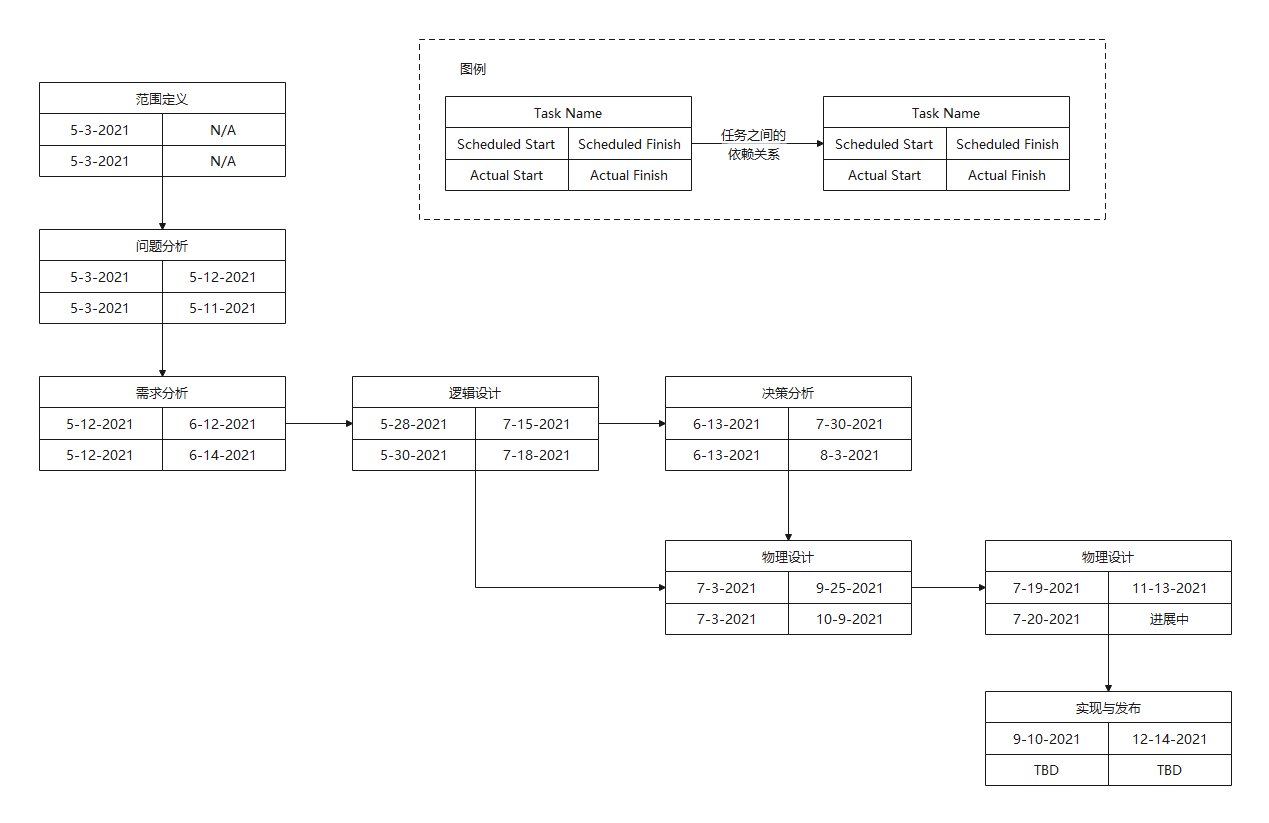 图例
Task Name
Scheduled Start Scheduled Finish
Actual Start Actual Finish
任务之间的
依赖关系
Task Name
Scheduled Start Scheduled Finish
Actual Start Actual Finish
范围定义
5-3-2021 N/A
5-3-2021 N/A
问题分析
5-3-2021 5-12-2021
5-3-2021 5-11-2021
需求分析
5-12-2021 6-12-2021
5-12-2021 6-14-2021
逻辑设计
5-28-2021 7-15-2021
5-30-2021 7-18-2021
决策分析
6-13-2021 7-30-2021
6-13-2021 8-3-2021
物理设计
7-3-2021 9-25-2021
7-3-2021 10-9-2021
物理设计
7-19-2021 11-13-2021
7-20-2021 进展中
实现与发布
9-10-2021 12-14-2021
TBD TBD